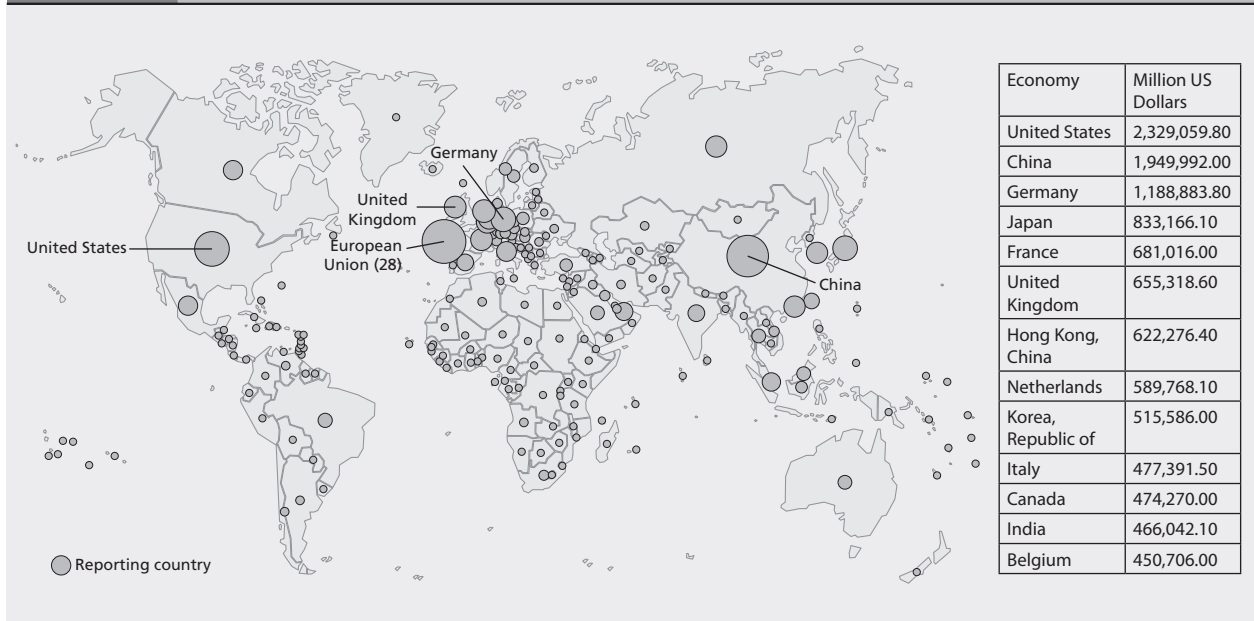 Germany
United
Kingdom
European
Union (28)
United States
China
Reporting country
Economy Million US
Dollars
United States 2,329,059.80
China 1,949,992.00
Germany 1,188,883.80
Japan 833,166.10
France 681,016.00
United
Kingdom 655,318.60
Hong Kong,
China 622,276.40
Netherlands 589,768.10
Korea,
Republic of 515,586.00
Italy 477,391.50
Canada 474,270.00
India 466,042.10
Belgium 450,706.00